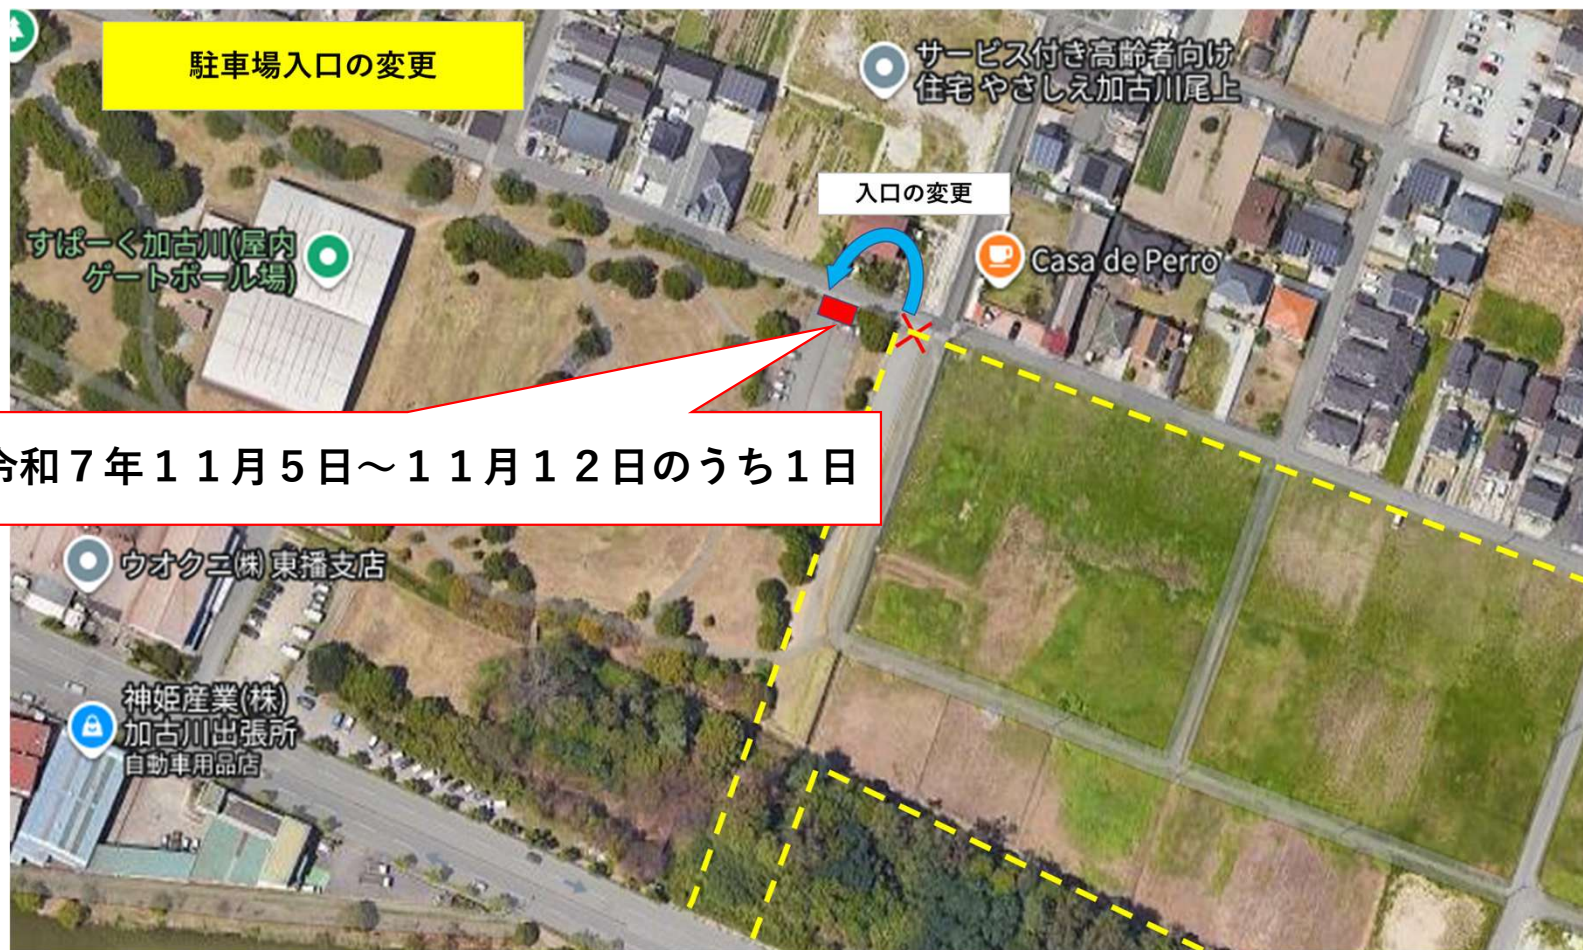 駐車場入口の変更
サービス付き高齢者向け
住宅 やさしえ加古川尾上
入口の変更
すぱーく加古川(屋内
ゲートボール場)
Casa de Perro
令和７年１１月５日～１１月１２日のうち１日
ウオクニ㈱ 東播支店
神姫産業(株)
加古川出張所
自動車用品店